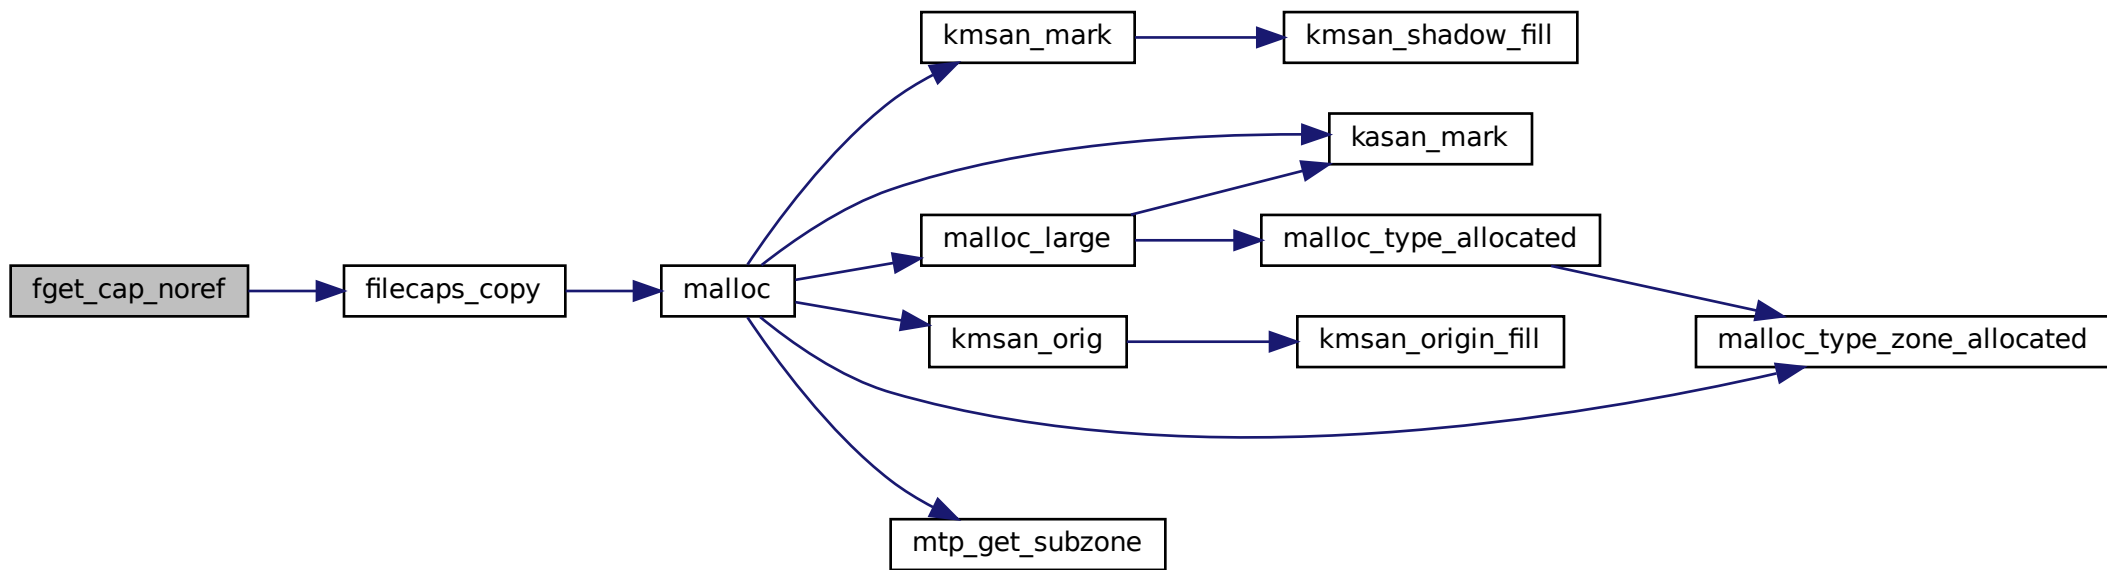 kmsan_mark
kmsan_shadow_fill
kasan_mark
malloc_large
malloc_type_allocated
fget_cap_noref
filecaps_copy
malloc
kmsan_orig
kmsan_origin_fill
malloc_type_zone_allocated
mtp_get_subzone